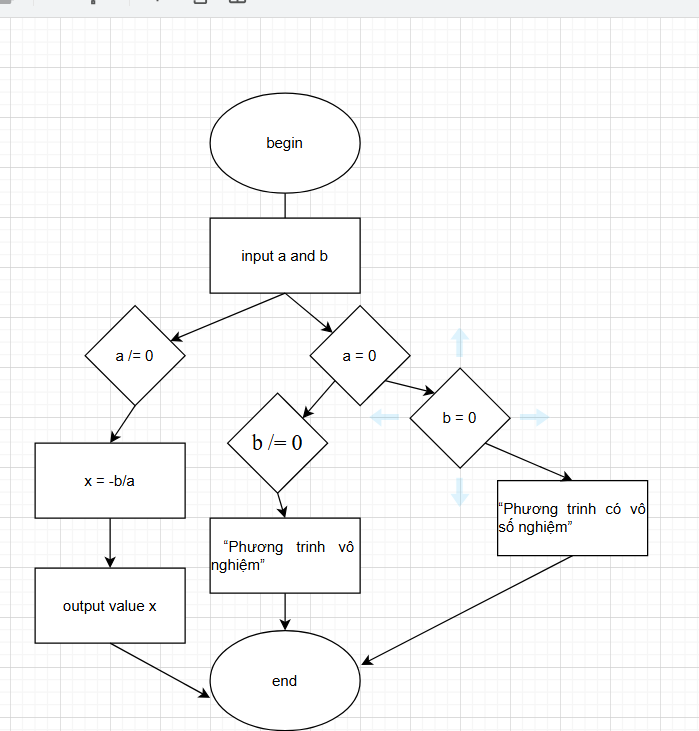 begin
input a and b
a /= 0
a = 0
b = 0
b /= 0
x = -b/a
“Phương trinh có vô
số nghiệm”
“Phương trinh vô
nghiệm”
output value x
end